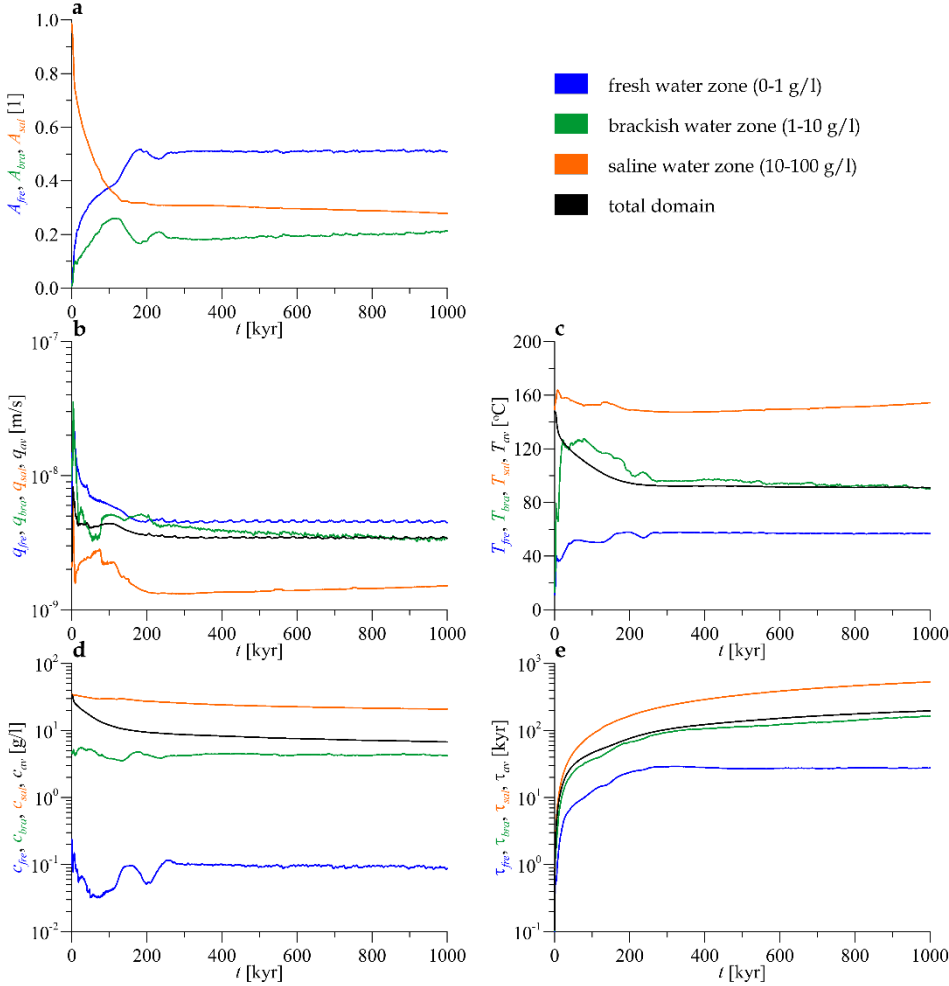 a
1.0
0.8
0.6
0.4
0.2
0.0
A_fre, A_bra, A_sal [1]
0 200 400 600 800 1000
t [kyr]
fresh water zone (0-1 g/l)
brackish water zone (1-10 g/l)
saline water zone (10-100 g/l)
total domain
b
10^-7
10^-8
10^-9
q_fre, q_bra, q_sal, q_av [m/s]
0 200 400 600 800 1000
t [kyr]
c
200
160
120
80
40
0
T_fre, T_bra, T_sal, T_av [°C]
0 200 400 600 800 1000
t [kyr]
d
10^2
10^1
10^0
10^-1
10^-2
c_fre, c_bra, c_sal, c_av [g/l]
0 200 400 600 800 1000
t [kyr]
e
10^3
10^2
10^1
10^0
10^-1
τ_fre, τ_bra, τ_sal, τ_av [kyr]
0 200 400 600 800 1000
t [kyr]